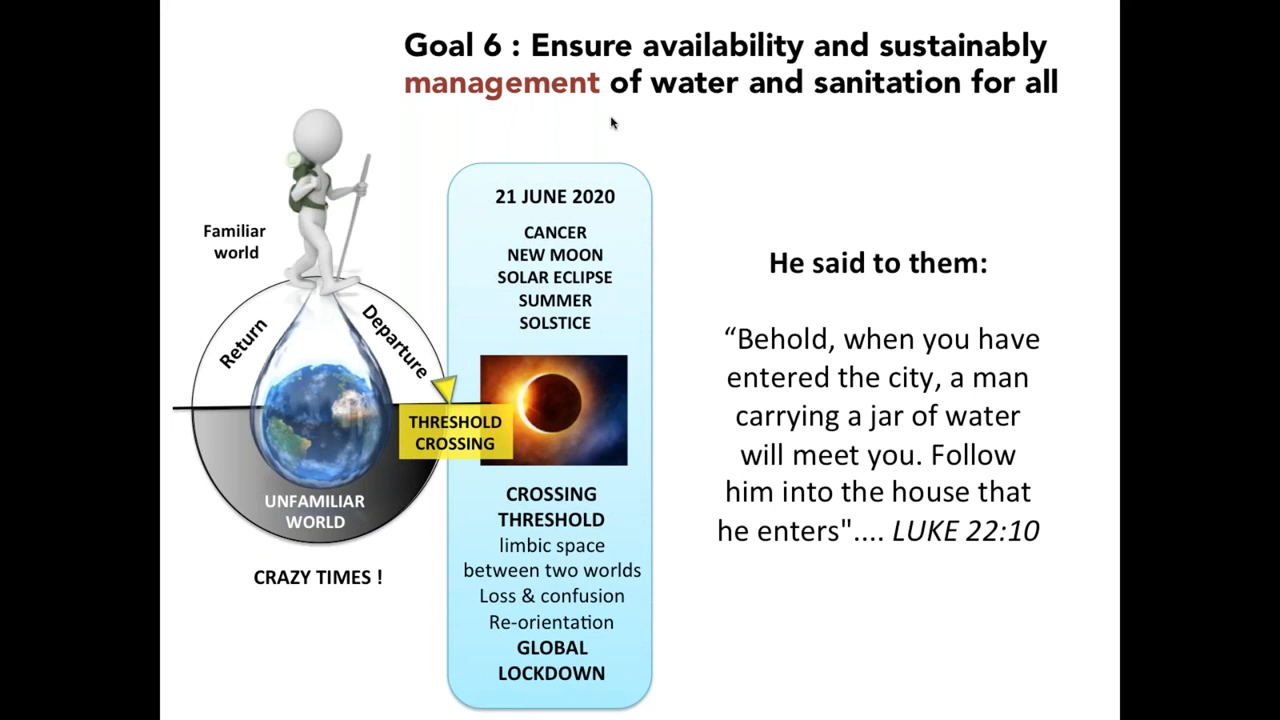 Goal 6 : Ensure availability and sustainably
management of water and sanitation for all
Familiar
world
Return
Departure
THRESHOLD
CROSSING
UNFAMILIAR
WORLD
CRAZY TIMES !
21 JUNE 2020
CANCER
NEW MOON
SOLAR ECLIPSE
SUMMER
SOLSTICE
CROSSING
THRESHOLD
limbic space
between two worlds
Loss & confusion
Re-orientation
GLOBAL
LOCKDOWN
He said to them:
“Behold, when you have
entered the city, a man
carrying a jar of water
will meet you. Follow
him into the house that
he enters".... LUKE 22:10